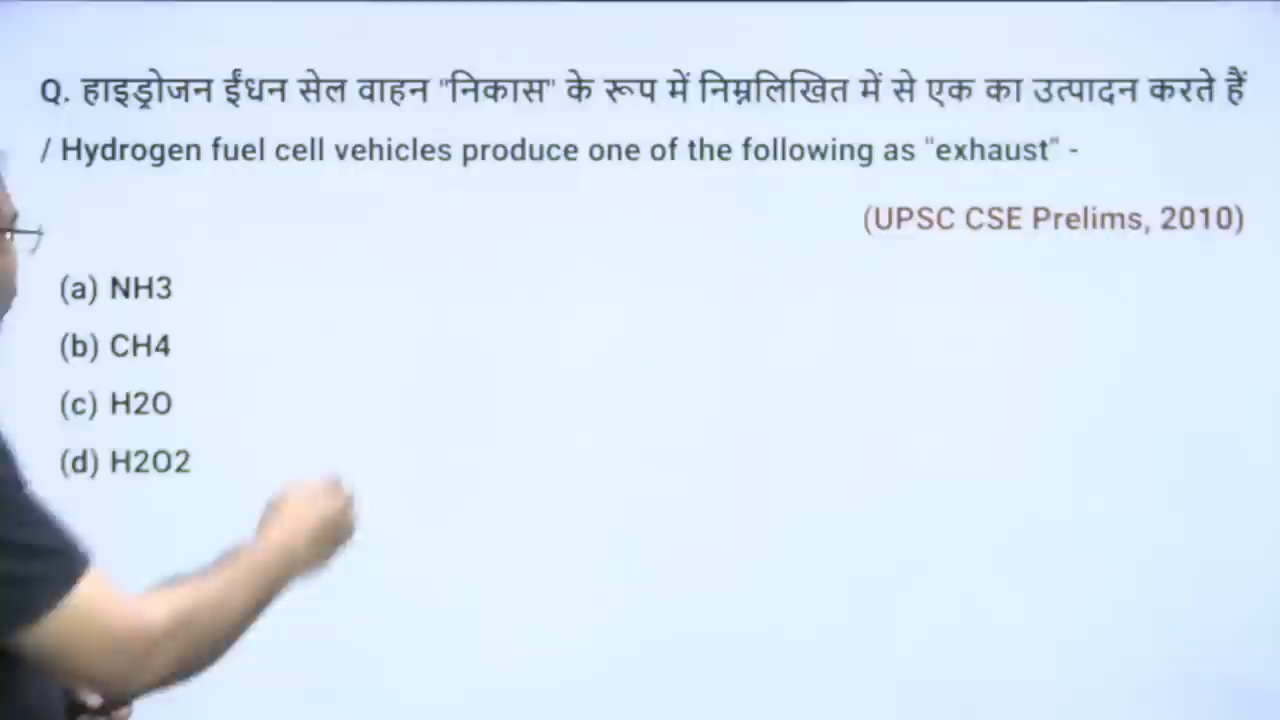 Q. हाइड्रोजन ईंधन सेल वाहन "निकास" के रूप में निम्नलिखित में से एक का उत्पादन करते हैं
/ Hydrogen fuel cell vehicles produce one of the following as "exhaust" -
(UPSC CSE Prelims, 2010)
(a) NH3
(b) CH4
(c) H2O
(d) H2O2